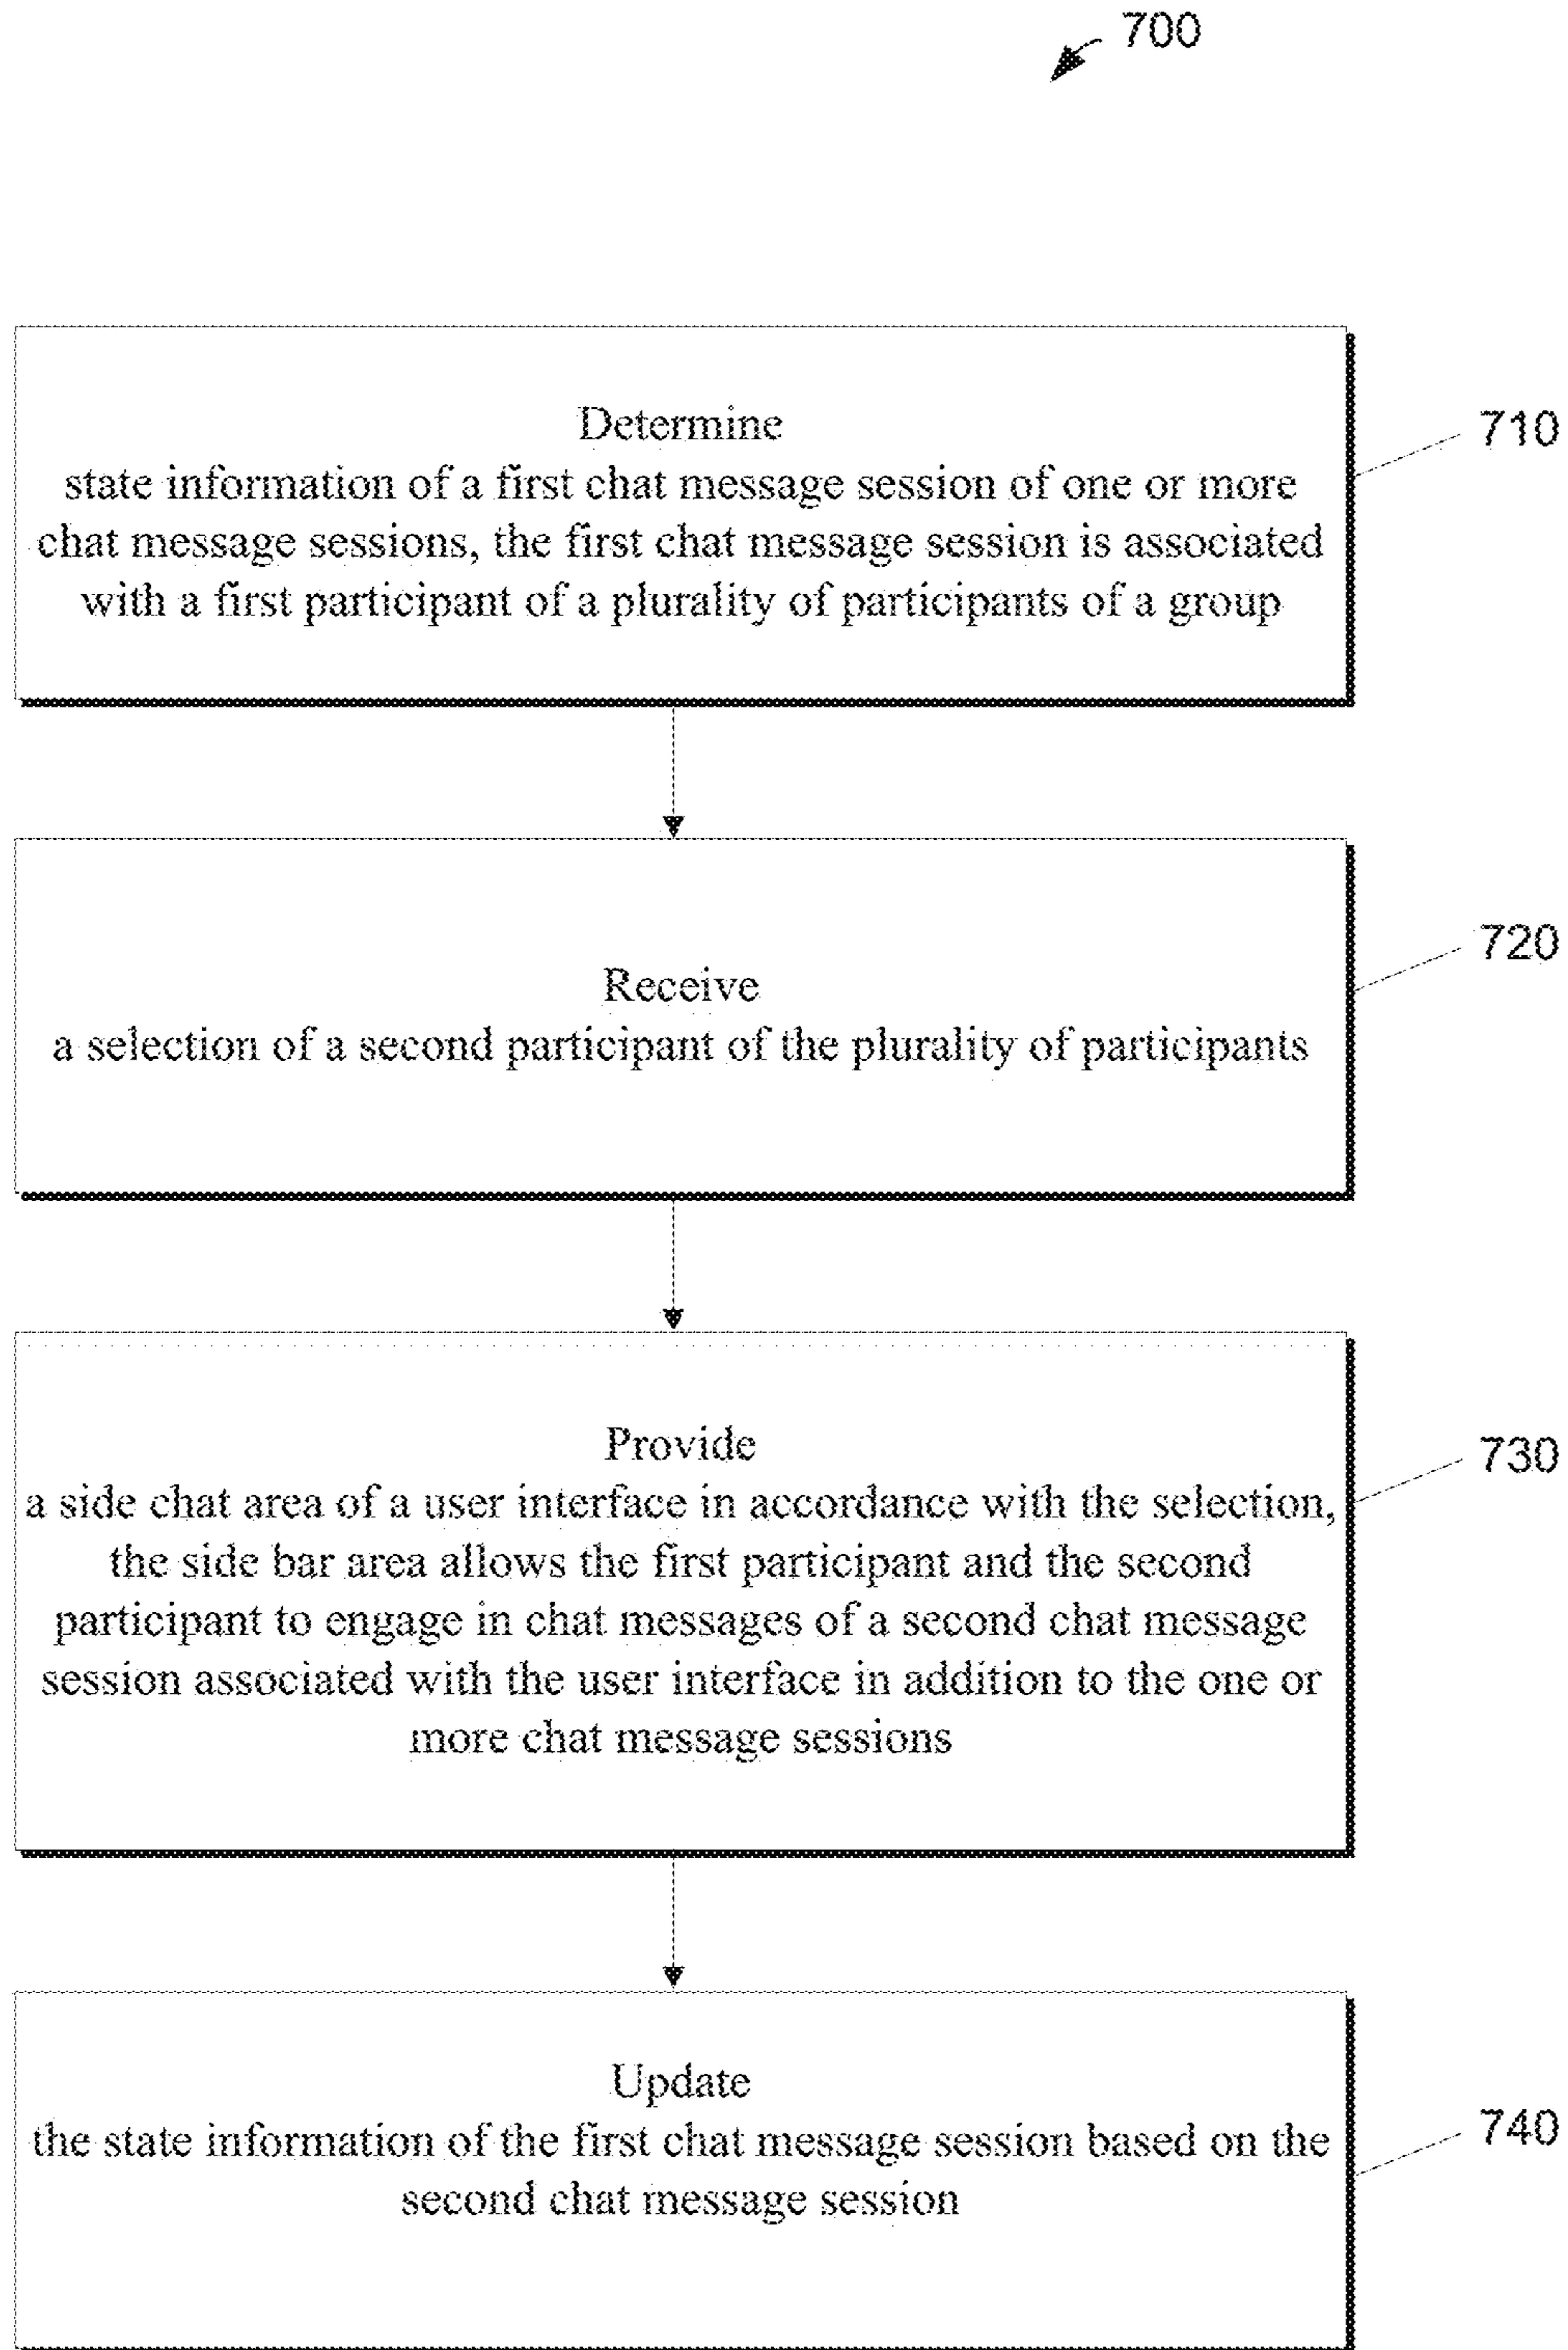 700
Determine
state information of a first chat message session of one or more
chat message sessions, the first chat message session is associated
with a first participant of a plurality of participants of a group
710
Receive
a selection of a second participant of the plurality of participants
720
Provide
a side chat area of a user interface in accordance with the selection,
the side bar area allows the first participant and the second
participant to engage in chat messages of a second chat message
session associated with the user interface in addition to the one or
more chat message sessions
730
Update
the state information of the first chat message session based on the
second chat message session
740